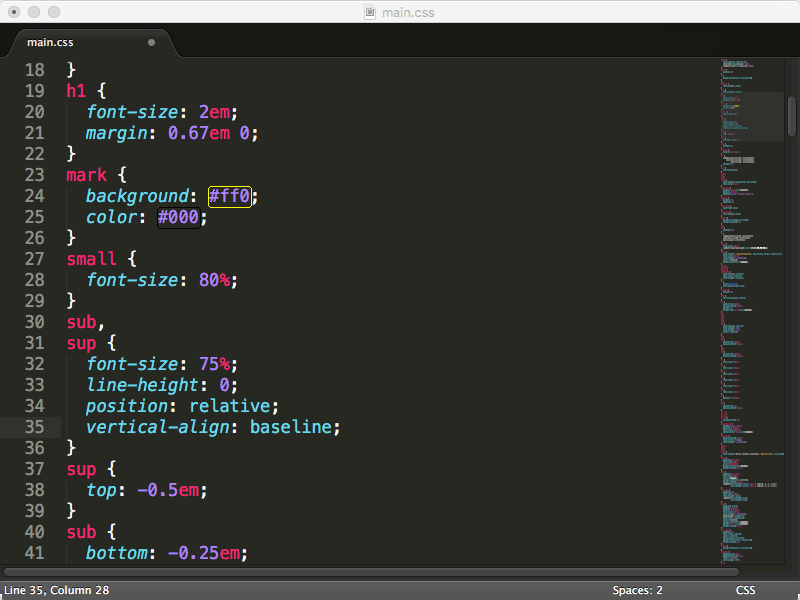 main.css
main.css
18 }
19 h1 {
20   font-size: 2em;
21   margin: 0.67em 0;
22 }
23 mark {
24   background: #ff0;
25   color: #000;
26 }
27 small {
28   font-size: 80%;
29 }
30 sub,
31 sup {
32   font-size: 75%;
33   line-height: 0;
34   position: relative;
35   vertical-align: baseline;
36 }
37 sup {
38   top: -0.5em;
39 }
40 sub {
41   bottom: -0.25em;
Line 35, Column 28 Spaces: 2 CSS